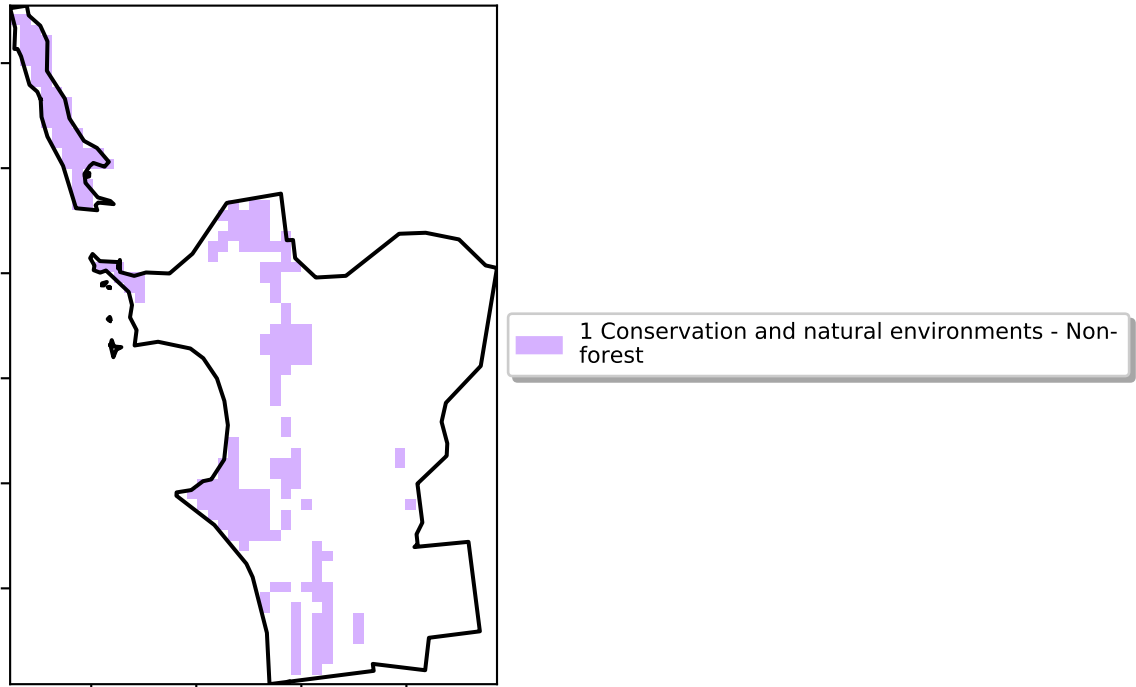 1 Conservation and natural environments - Non-
forest